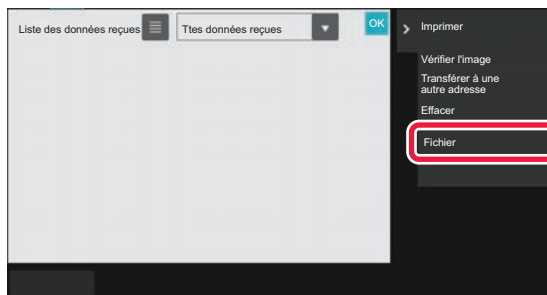 Liste des données reçues
Ttes données reçues
OK
Imprimer
Vérifier l'image
Transférer à une
autre adresse
Effacer
Fichier